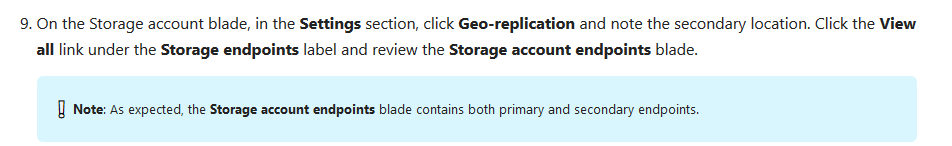 9. On the Storage account blade, in the Settings section, click Geo-replication and note the secondary location. Click the View
all link under the Storage endpoints label and review the Storage account endpoints blade.
Note: As expected, the Storage account endpoints blade contains both primary and secondary endpoints.